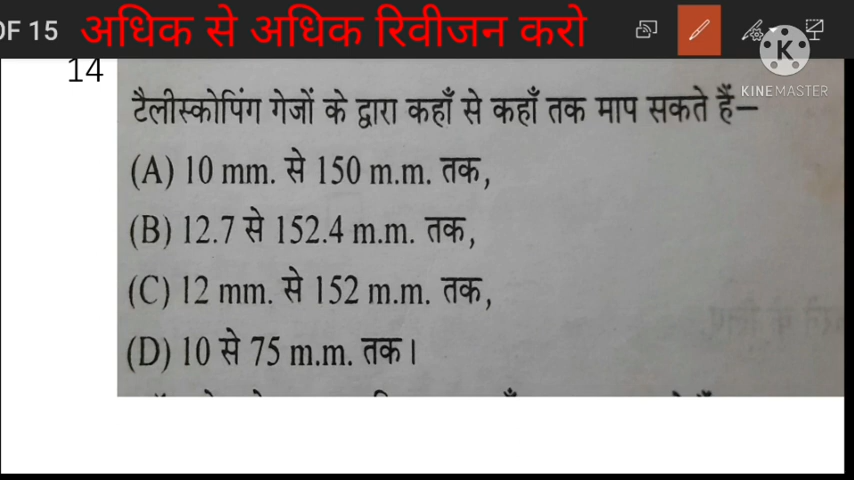 OF 15 अधिक से अधिक रिवीजन करो
K
KINEMASTER
14
टैलीस्कोपिंग गेजों के द्वारा कहाँ से कहाँ तक माप सकते हैं–
(A) 10 mm. से 150 m.m. तक,
(B) 12.7 से 152.4 m.m. तक,
(C) 12 mm. से 152 m.m. तक,
(D) 10 से 75 m.m. तक।